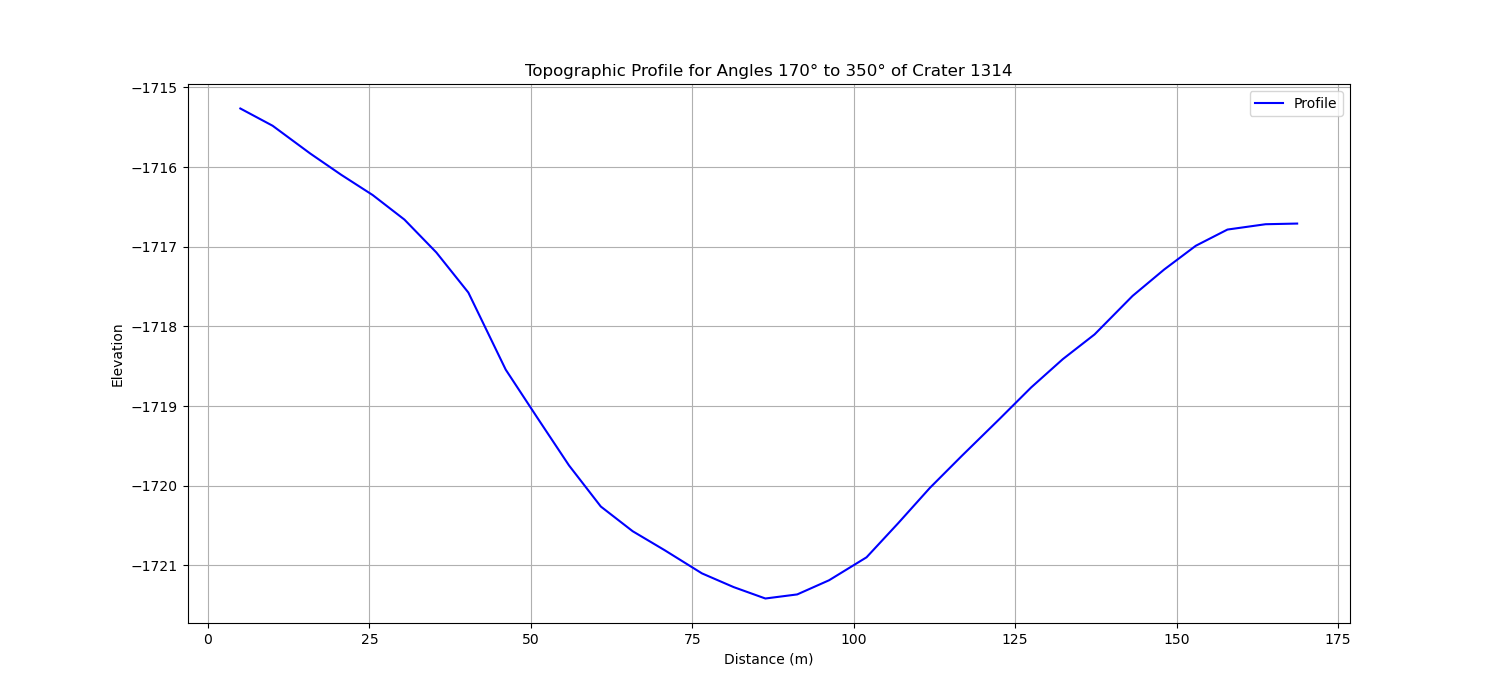 Topographic Profile for Angles 170° to 350° of Crater 1314
Profile
−1715
−1716
−1717
−1718
−1719
−1720
−1721
Elevation
0 25 50 75 100 125 150 175
Distance (m)